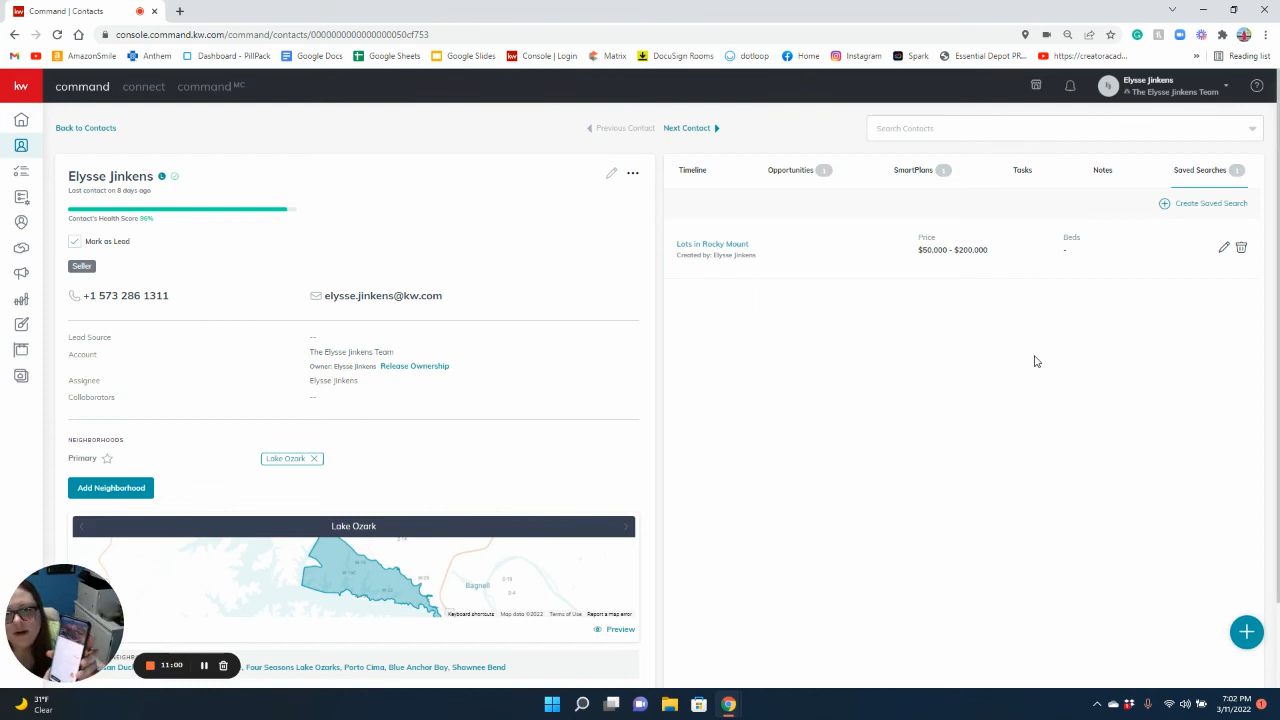 kw Command | Contacts
console.command.kw.com/command/contacts/0000000000000000050cf753
AmazonSmile Anthem Dashboard - PillPack Google Docs Google Sheets Google Slides Console | Login Matrix DocuSign Rooms dotloop Home Instagram Spark Essential Depot PR... https://creatoracad... » Reading list
kw command connect command MC EJ Elysse Jinkens
The Elysse Jinkens Team
Back to Contacts Previous Contact Next Contact Search Contacts
Elysse Jinkens L
Last contact on 8 days ago
Contact's Health Score 96%
Mark as Lead
Seller
+1 573 286 1311 elysse.jinkens@kw.com
Lead Source --
Account The Elysse Jinkens Team
Owner: Elysse Jinkens Release Ownership
Assignee Elysse Jinkens
Collaborators --
NEIGHBORHOODS
Primary Lake Ozark
Add Neighborhood
Lake Ozark
Bagnell
Keyboard shortcuts Map data ©2022 Terms of Use Report a map error
Preview
Four Seasons Lake Ozarks, Porto Cima, Blue Anchor Bay, Shawnee Bend
Timeline Opportunities 1 SmartPlans 1 Tasks Notes Saved Searches 1
Create Saved Search
Lots in Rocky Mount Price Beds
Created by: Elysse Jinkens $50,000 - $200,000 -
11:00
31°F
Clear
7:02 PM
3/11/2022